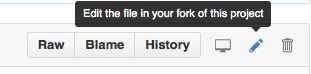 Edit the file in your fork of this project
Raw Blame History